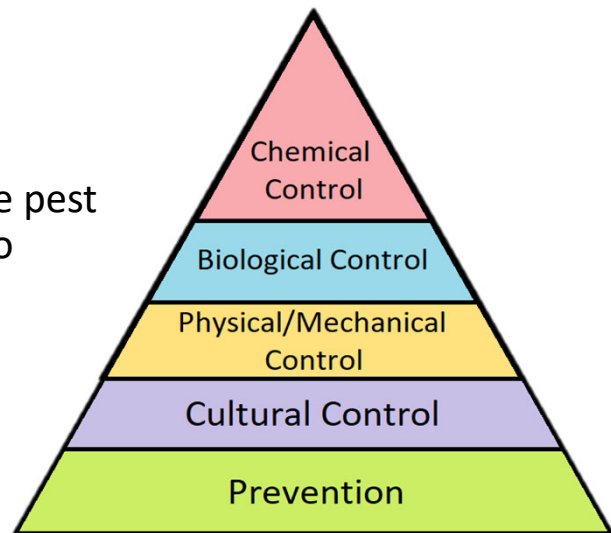 e pest
o
Chemical
Control
Biological Control
Physical/Mechanical
Control
Cultural Control
Prevention